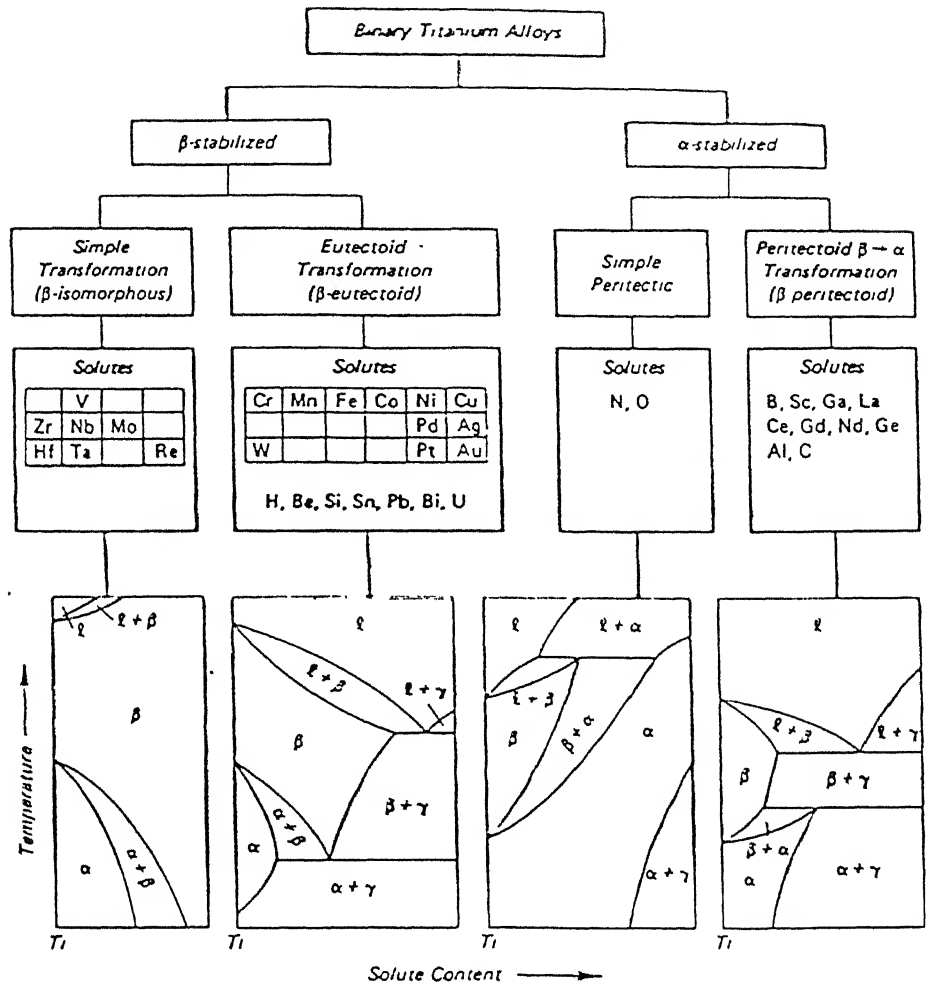 Binary Titanium Alloys
β-stabilized
α-stabilized
Simple
Transformation
(β-isomorphous)
Eutectoid -
Transformation
(β-eutectoid)
Simple
Peritectic
Peritectoid β → α
Transformation
(β peritectoid)
Solutes
V
Zr Nb Mo
Hf Ta Re
Solutes
Cr Mn Fe Co Ni Cu
Pd Ag
W Pt Au
H, Be, Si, Sn, Pb, Bi, U
Solutes
N, O
Solutes
B, Sc, Ga, La
Ce, Gd, Nd, Ge
Al, C
ℓ
ℓ + β
β
α
α + β
Ti
ℓ
ℓ + β
ℓ + γ
β
β + γ
α
α + β
α + γ
Ti
ℓ
ℓ + α
ℓ + β
β
β + α
α
α + γ
Ti
ℓ
ℓ + β
ℓ + γ
β
β + γ
β + α
α
α + γ
Ti
Temperature
Solute Content